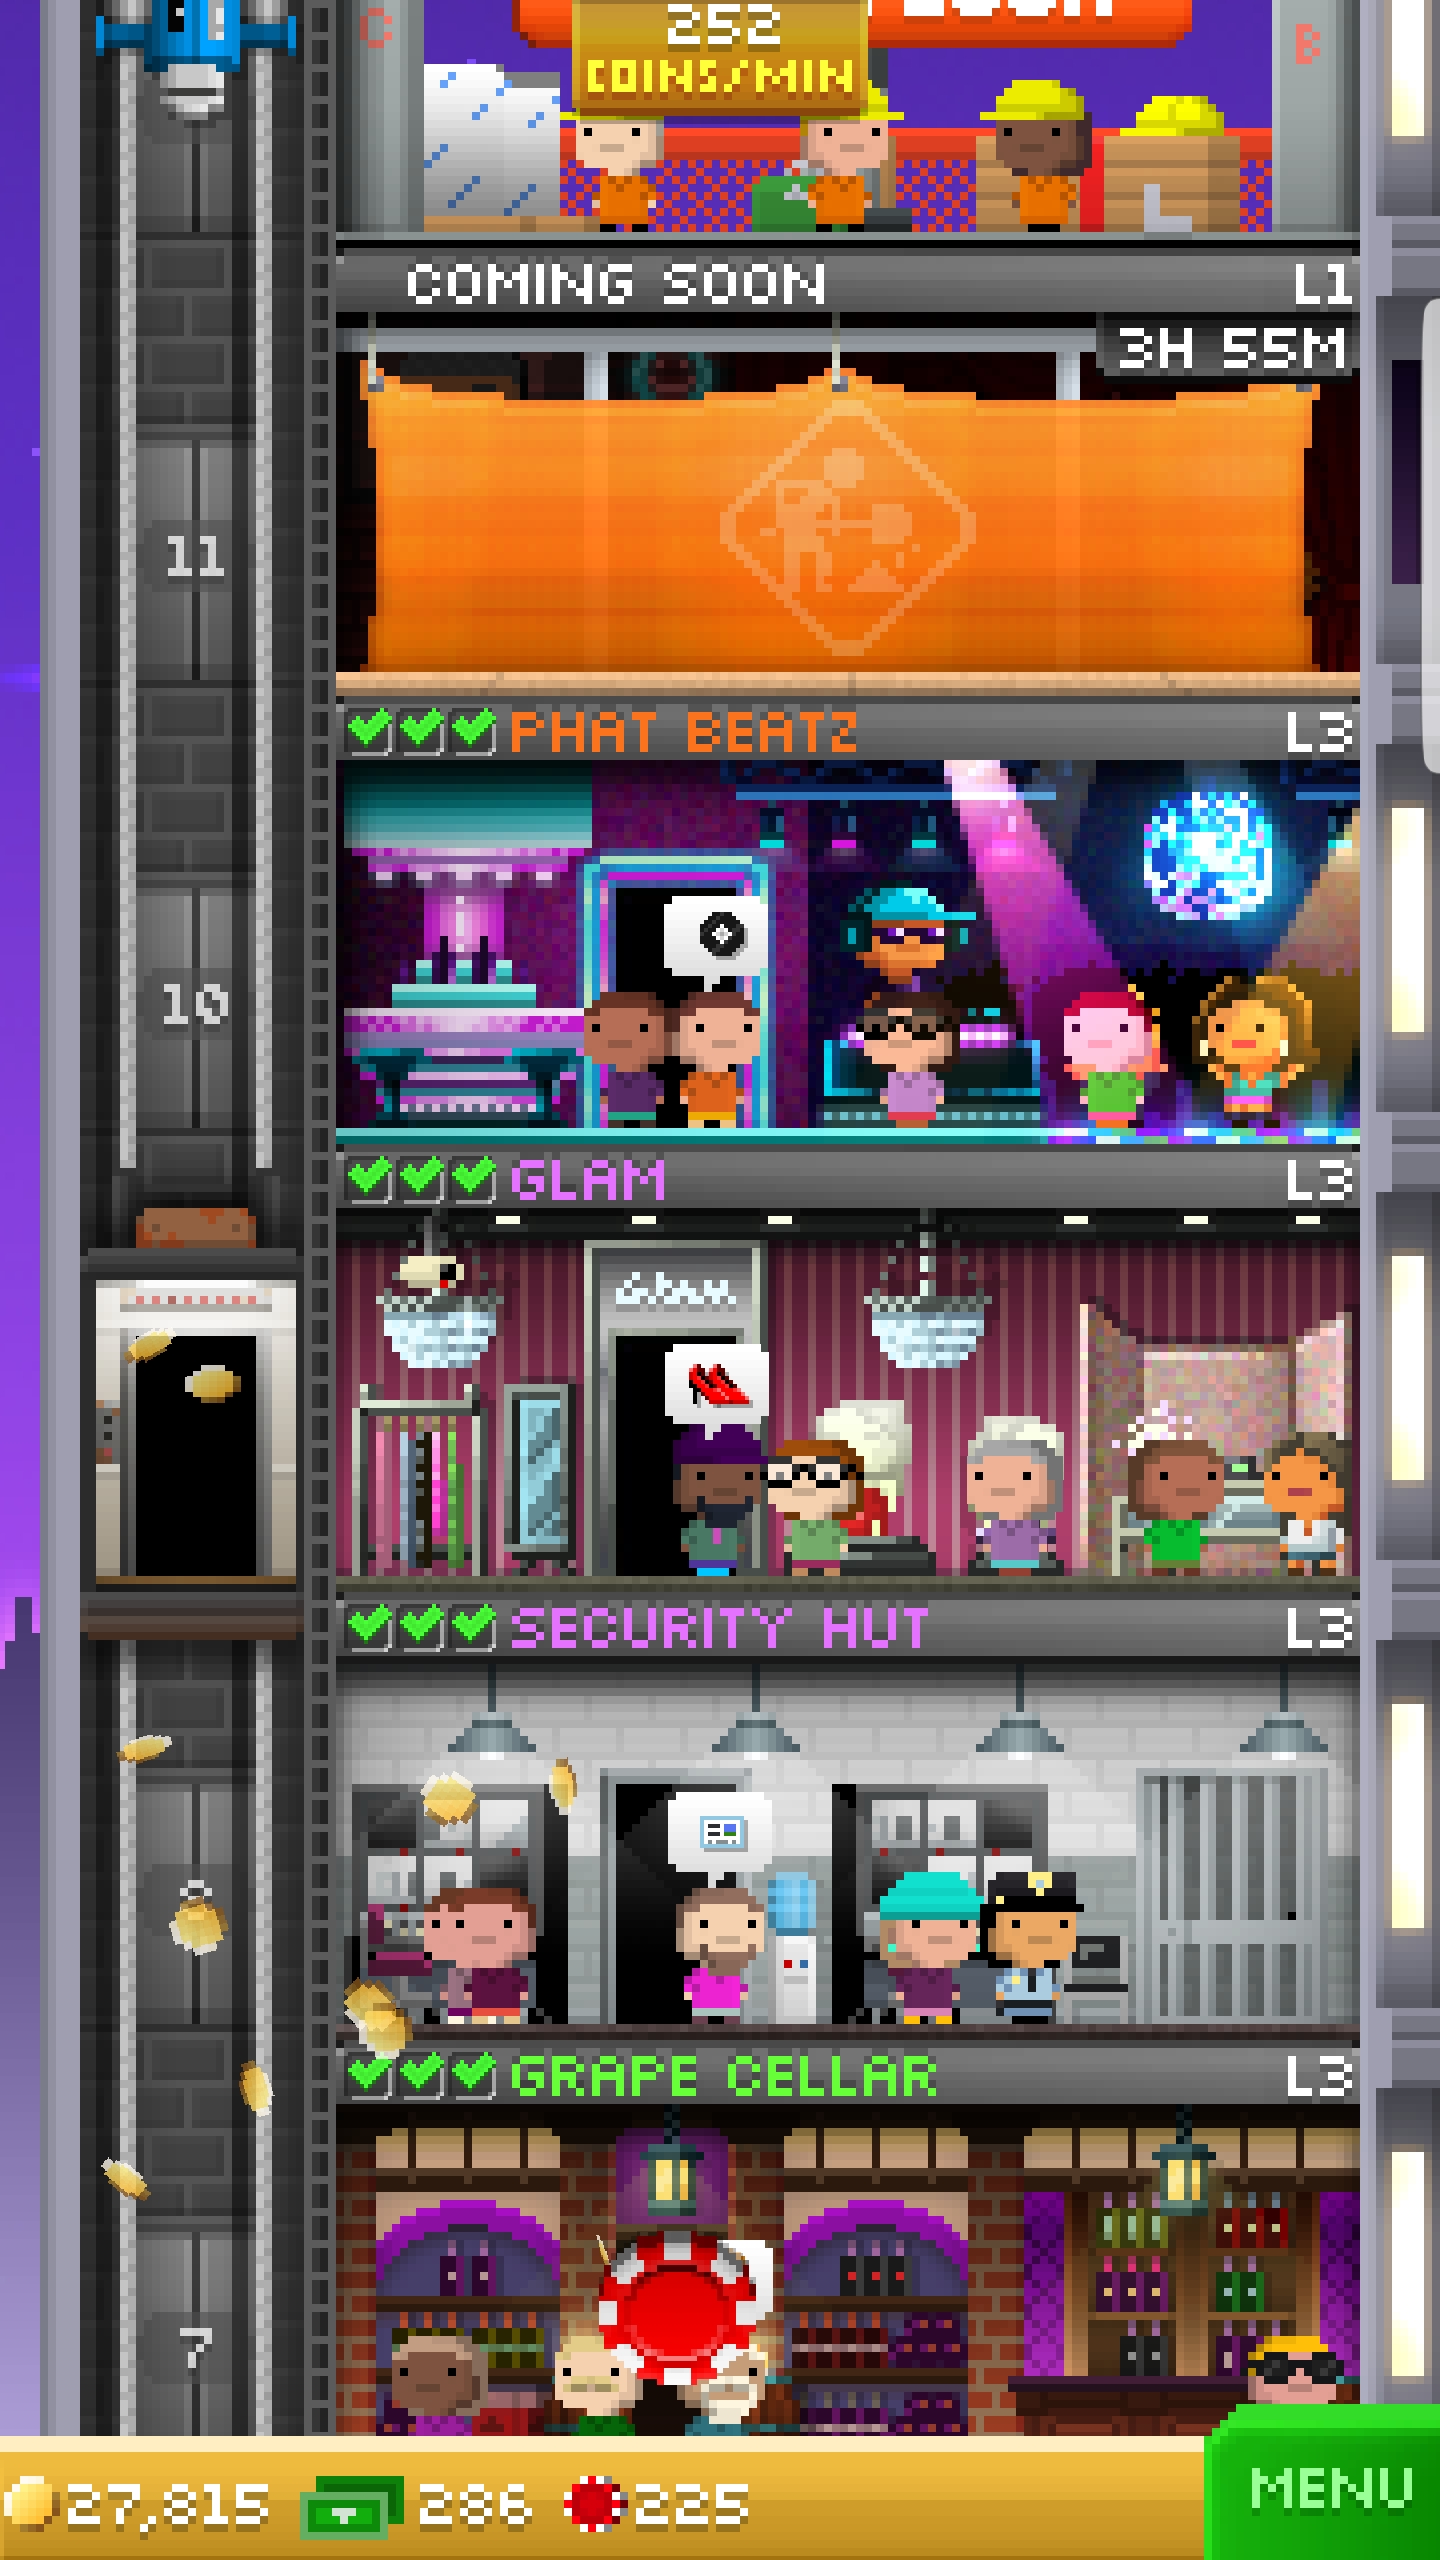 C
B
252
COINS/MIN
COMING SOON
L1
3H 55M
11
PHAT BEATZ
L3
10
GLAM
L3
Glam
SECURITY HUT
L3
GRAPE CELLAR
L3
7
27,815
286
225
MENU